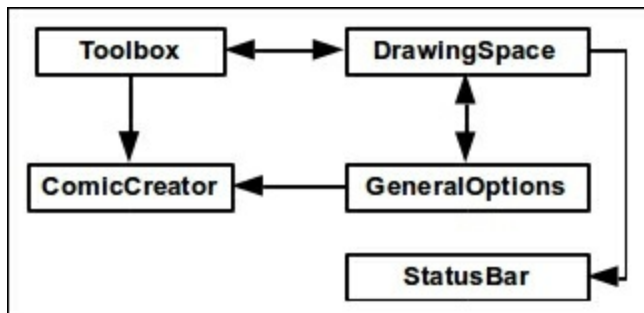 Toolbox
DrawingSpace
ComicCreator
GeneralOptions
StatusBar